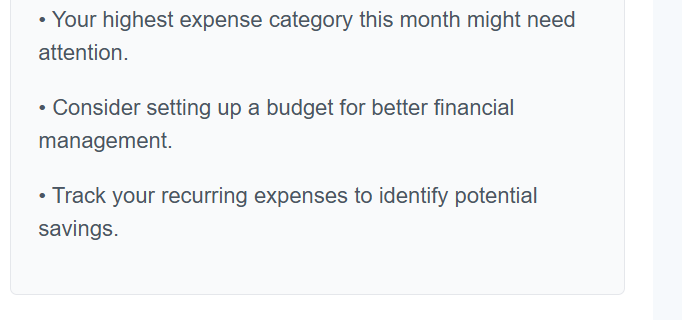 • Your highest expense category this month might need
attention.
• Consider setting up a budget for better financial
management.
• Track your recurring expenses to identify potential
savings.